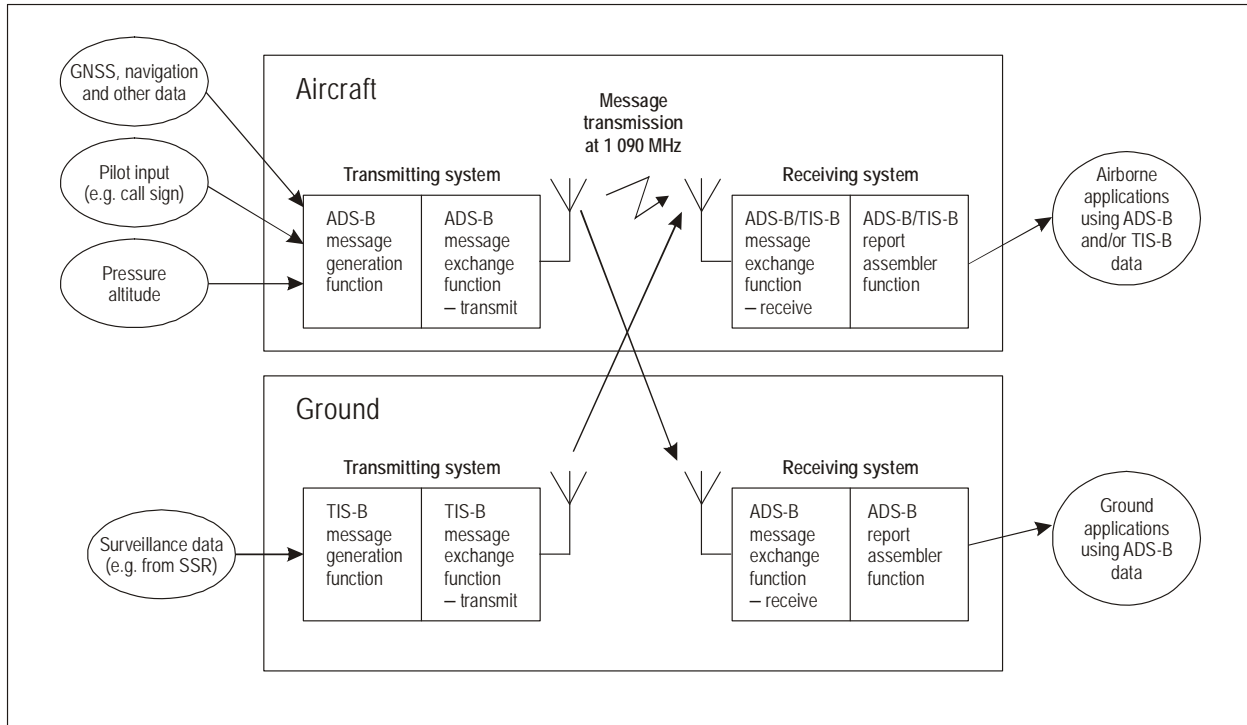 GNSS, navigation
and other data
Pilot input
(e.g. call sign)
Pressure
altitude
Aircraft
Message
transmission
at 1 090 MHz
Transmitting system
ADS-B
message
generation
function
ADS-B
message
exchange
function
– transmit
Receiving system
ADS-B/TIS-B
message
exchange
function
– receive
ADS-B/TIS-B
report
assembler
function
Airborne
applications
using ADS-B
and/or TIS-B
data
Ground
Surveillance data
(e.g. from SSR)
Transmitting system
TIS-B
message
generation
function
TIS-B
message
exchange
function
– transmit
Receiving system
ADS-B
message
exchange
function
– receive
ADS-B
report
assembler
function
Ground
applications
using ADS-B
data